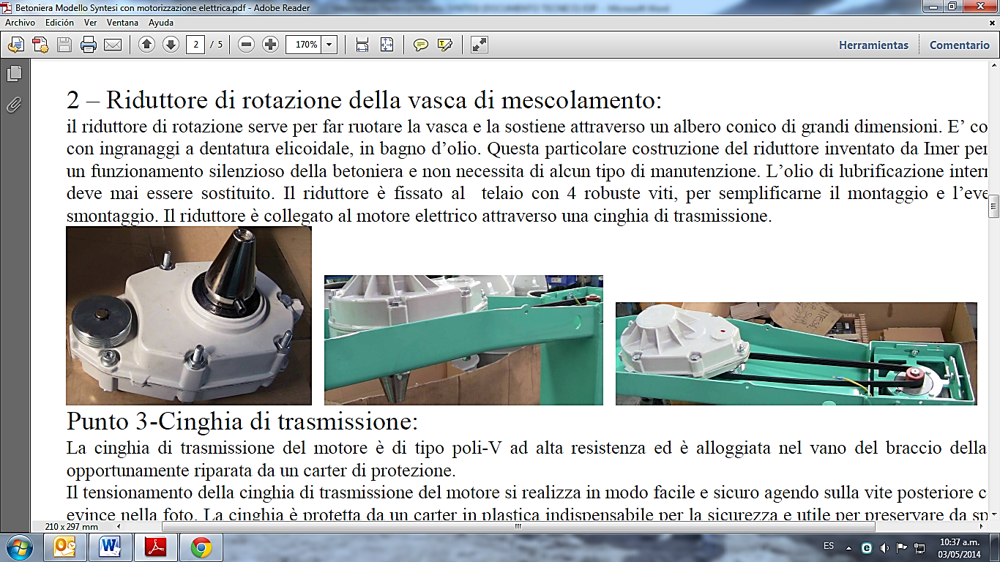 Betoniera Modello Syntesi con motorizzazione elettrica.pdf - Adobe Reader
Archivo Edición Ver Ventana Ayuda
2 / 5 170% Herramientas Comentario
2 – Riduttore di rotazione della vasca di mescolamento:
il riduttore di rotazione serve per far ruotare la vasca e la sostiene attraverso un albero conico di grandi dimensioni. E’ co
con ingranaggi a dentatura elicoidale, in bagno d’olio. Questa particolare costruzione del riduttore inventato da Imer per
un funzionamento silenzioso della betoniera e non necessita di alcun tipo di manutenzione. L’olio di lubrificazione inter
deve mai essere sostituito. Il riduttore è fissato al telaio con 4 robuste viti, per semplificarne il montaggio e l’eve
smontaggio. Il riduttore è collegato al motore elettrico attraverso una cinghia di trasmissione.
Punto 3-Cinghia di trasmissione:
La cinghia di trasmissione del motore è di tipo poli-V ad alta resistenza ed è alloggiata nel vano del braccio della
opportunamente riparata da un carter di protezione.
Il tensionamento della cinghia di trasmissione del motore si realizza in modo facile e sicuro agendo sulla vite posteriore c
evince nella foto. La cinghia è protetta da un carter in plastica indispensabile per la sicurezza e utile per preservare da sp
210 x 297 mm
ES 10:37 a.m.
03/05/2014